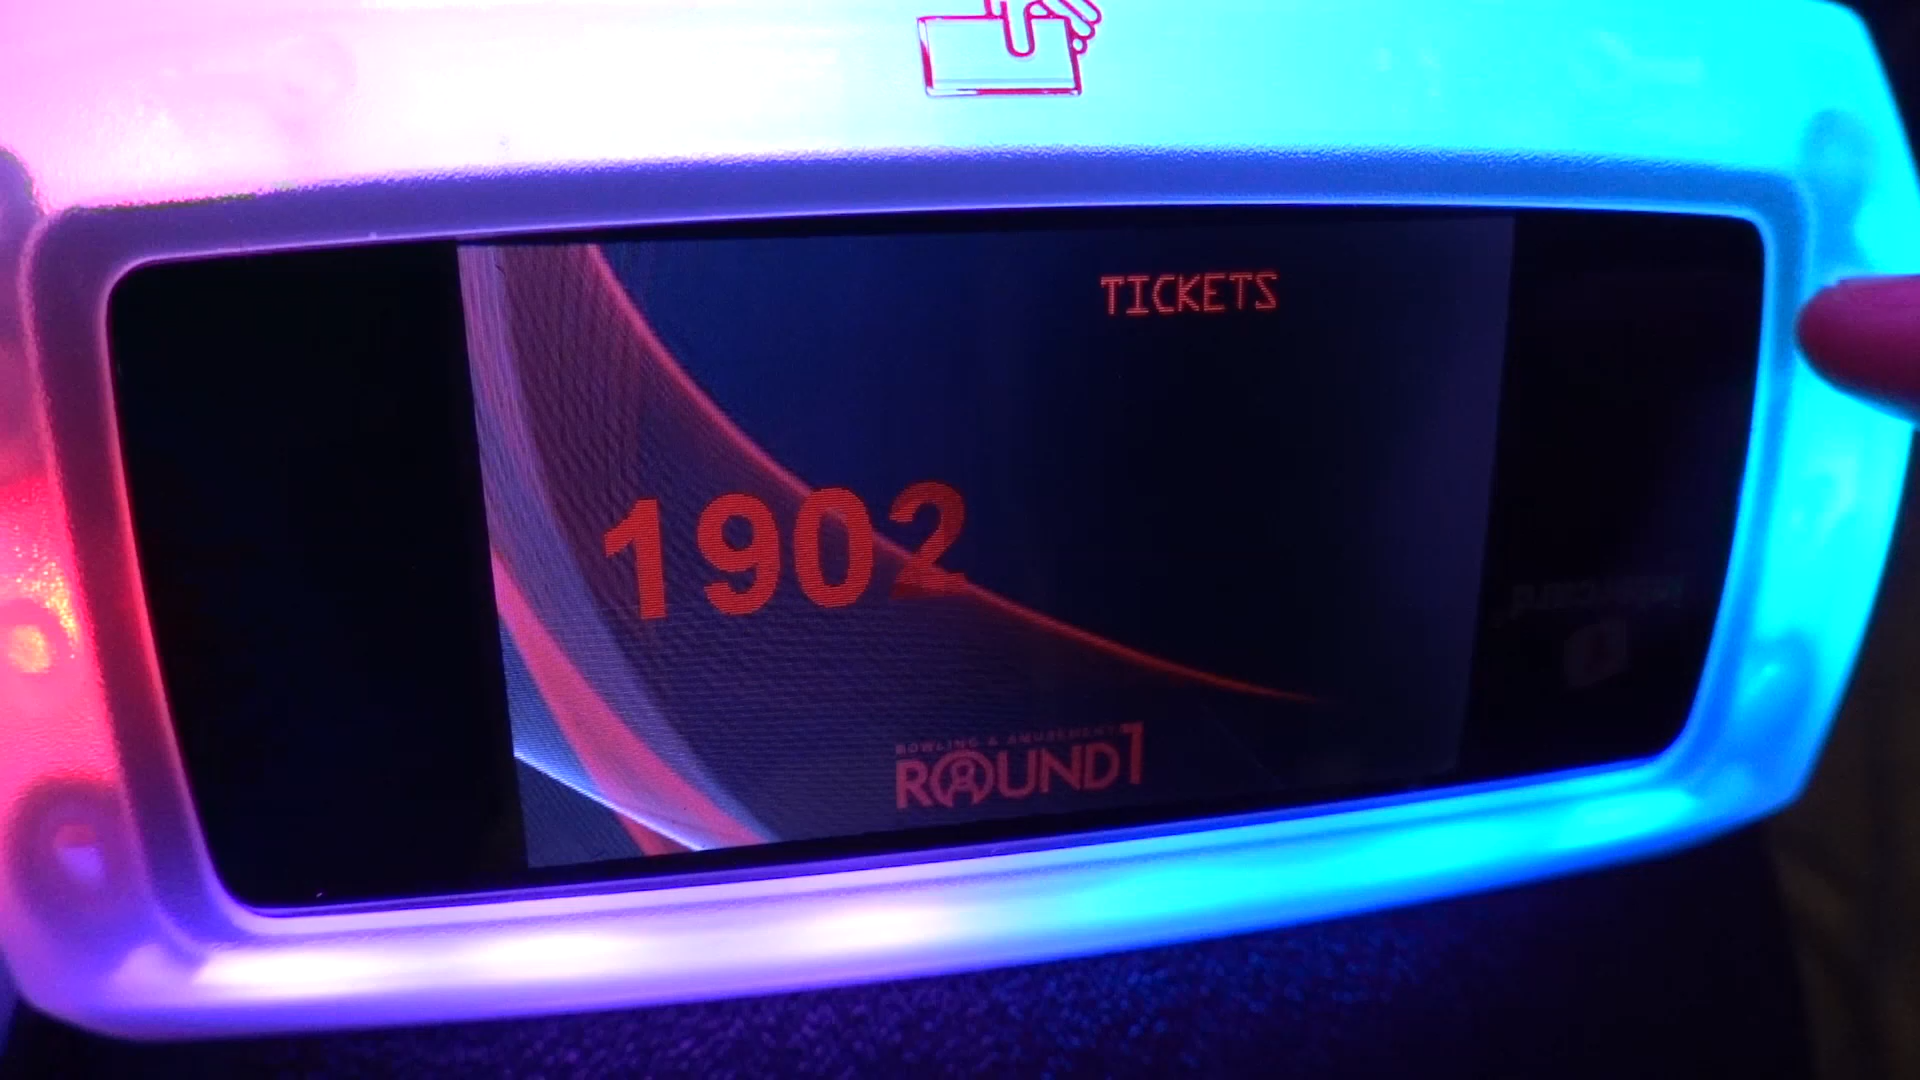 TICKETS
1902
BOWLING & AMUSEMENT
ROUND1